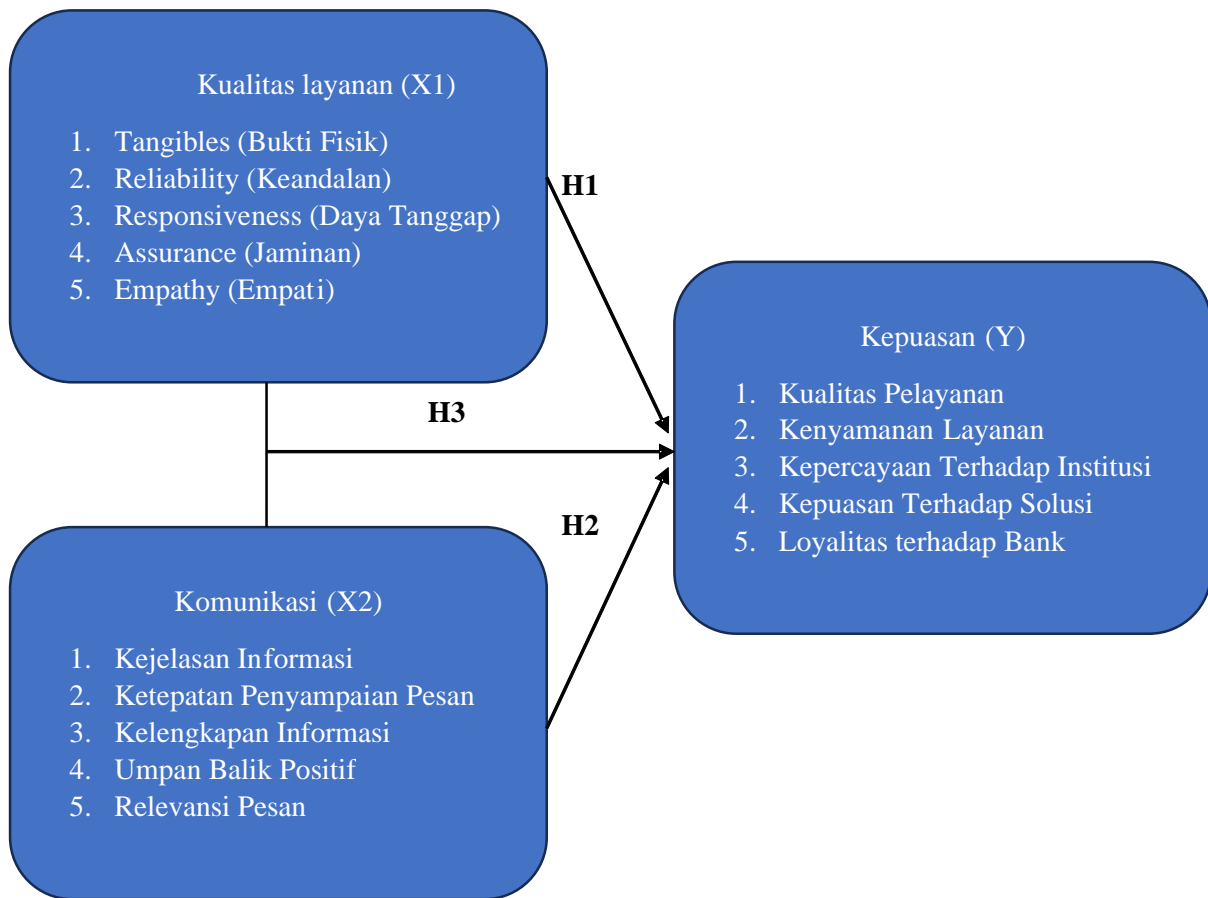 Kualitas layanan (X1)
1. Tangibles (Bukti Fisik)
2. Reliability (Keandalan)
3. Responsiveness (Daya Tanggap)
4. Assurance (Jaminan)
5. Empathy (Empati)
H1
Kepuasan (Y)
1. Kualitas Pelayanan
2. Kenyamanan Layanan
3. Kepercayaan Terhadap Institusi
4. Kepuasan Terhadap Solusi
5. Loyalitas terhadap Bank
H3
H2
Komunikasi (X2)
1. Kejelasan Informasi
2. Ketepatan Penyampaian Pesan
3. Kelengkapan Informasi
4. Umpan Balik Positif
5. Relevansi Pesan